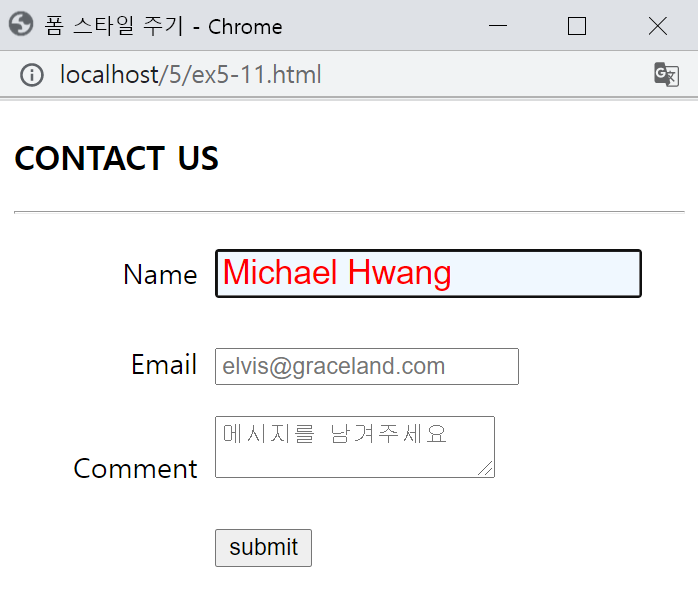 폼 스타일 주기 - Chrome
localhost/5/ex5-11.html
CONTACT US
Name Michael Hwang
Email elvis@graceland.com
Comment 메시지를 남겨주세요
submit